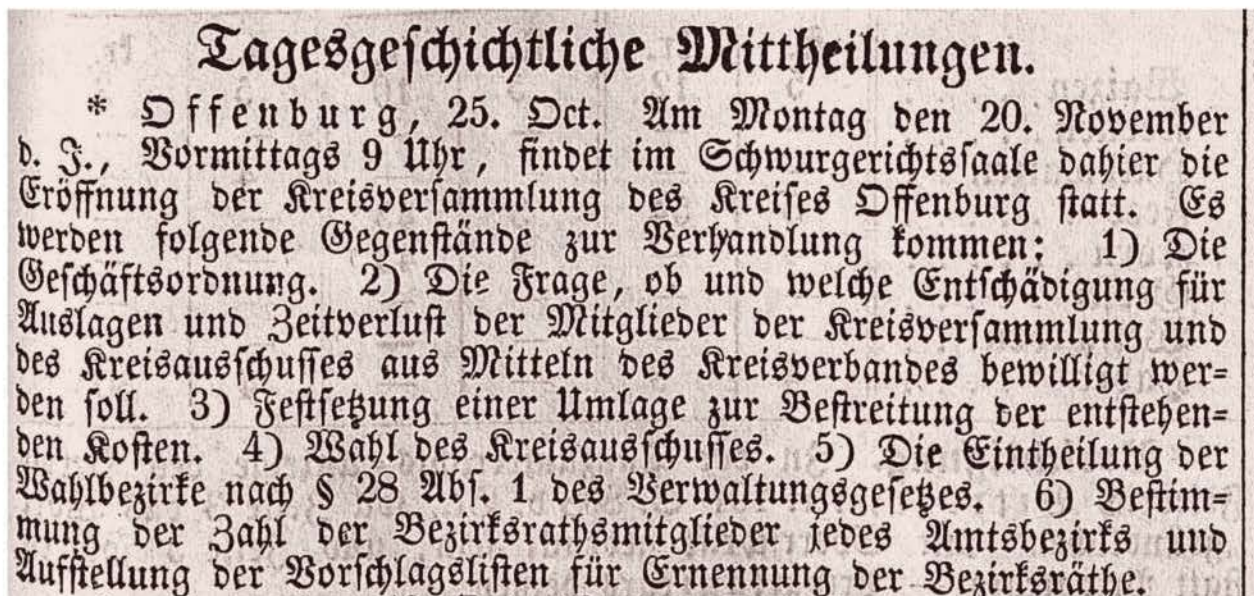 Tagesgeschichtliche Mittheilungen.
* Offenburg, 25. Oct. Am Montag den 20. November
d. J., Vormittags 9 Uhr, findet im Schwurgerichtssaale dahier die
Eröffnung der Kreisversammlung des Kreises Offenburg statt. Es
werden folgende Gegenstände zur Verhandlung kommen: 1) Die
Geschäftsordnung. 2) Die Frage, ob und welche Entschädigung für
Auslagen und Zeitverlust der Mitglieder der Kreisversammlung und
des Kreisausschusses aus Mitteln des Kreisverbandes bewilligt wer=
den soll. 3) Festsetzung einer Umlage zur Bestreitung der entstehen=
den Kosten. 4) Wahl des Kreisausschusses. 5) Die Eintheilung der
Wahlbezirke nach § 28 Abs. 1 des Verwaltungsgesetzes. 6) Bestim=
mung der Zahl der Bezirksrathsmitglieder jedes Amtsbezirks und
Aufstellung der Vorschlagslisten für Ernennung der Bezirksräthe.